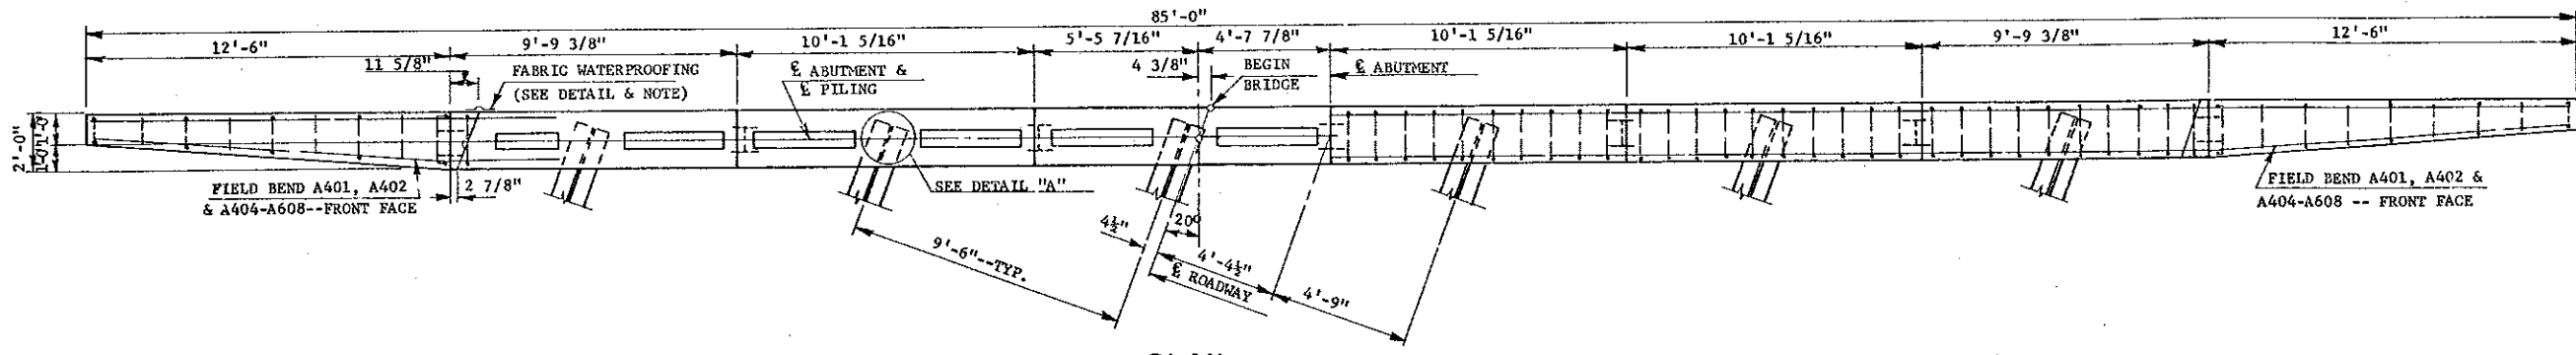 85'-0"
12'-6"
9'-9 3/8"
10'-1 5/16"
5'-5 7/16"
4'-7 7/8"
10'-1 5/16"
10'-1 5/16"
9'-9 3/8"
12'-6"
11 5/8"
FABRIC WATERPROOFING
(SEE DETAIL & NOTE)
℄ ABUTMENT &
℄ PILING
4 3/8"
BEGIN
BRIDGE
℄ ABUTMENT
2'-0"
1'-0
1'-0
FIELD BEND A401, A402
& A404-A608--FRONT FACE
2 7/8"
SEE DETAIL "A"
FIELD BEND A401, A402 &
A404-A608 -- FRONT FACE
9'-6"--TYP.
4½"
20°
4'-4½"
℄ ROADWAY
4'-9"